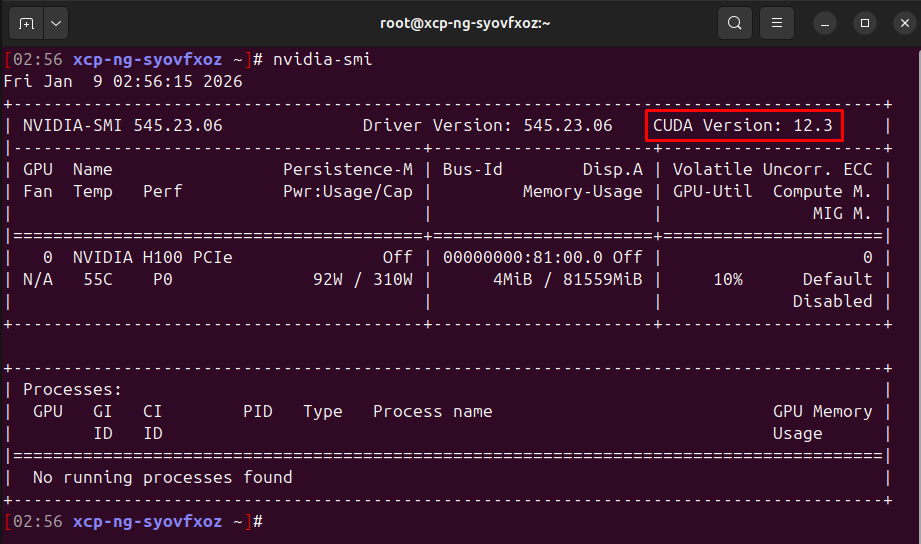 root@xcp-ng-syovfxoz:~
[02:56 xcp-ng-syovfxoz ~]# nvidia-smi
Fri Jan  9 02:56:15 2026
+---------------------------------------------------------------------------------------+
| NVIDIA-SMI 545.23.06              Driver Version: 545.23.06    CUDA Version: 12.3     |
|-----------------------------------------+----------------------+----------------------+
| GPU  Name                 Persistence-M | Bus-Id        Disp.A | Volatile Uncorr. ECC |
| Fan  Temp   Perf          Pwr:Usage/Cap |         Memory-Usage | GPU-Util  Compute M. |
|                                         |                      |               MIG M. |
|=========================================+======================+======================|
|   0  NVIDIA H100 PCIe               Off | 00000000:81:00.0 Off |                    0 |
| N/A   55C    P0              92W / 310W |      4MiB / 81559MiB |     10%      Default |
|                                         |                      |             Disabled |
+-----------------------------------------+----------------------+----------------------+
+---------------------------------------------------------------------------------------+
| Processes:                                                                            |
|  GPU   GI   CI        PID   Type   Process name                            GPU Memory |
|        ID   ID                                                             Usage      |
|=======================================================================================|
|  No running processes found                                                           |
+---------------------------------------------------------------------------------------+
[02:56 xcp-ng-syovfxoz ~]#